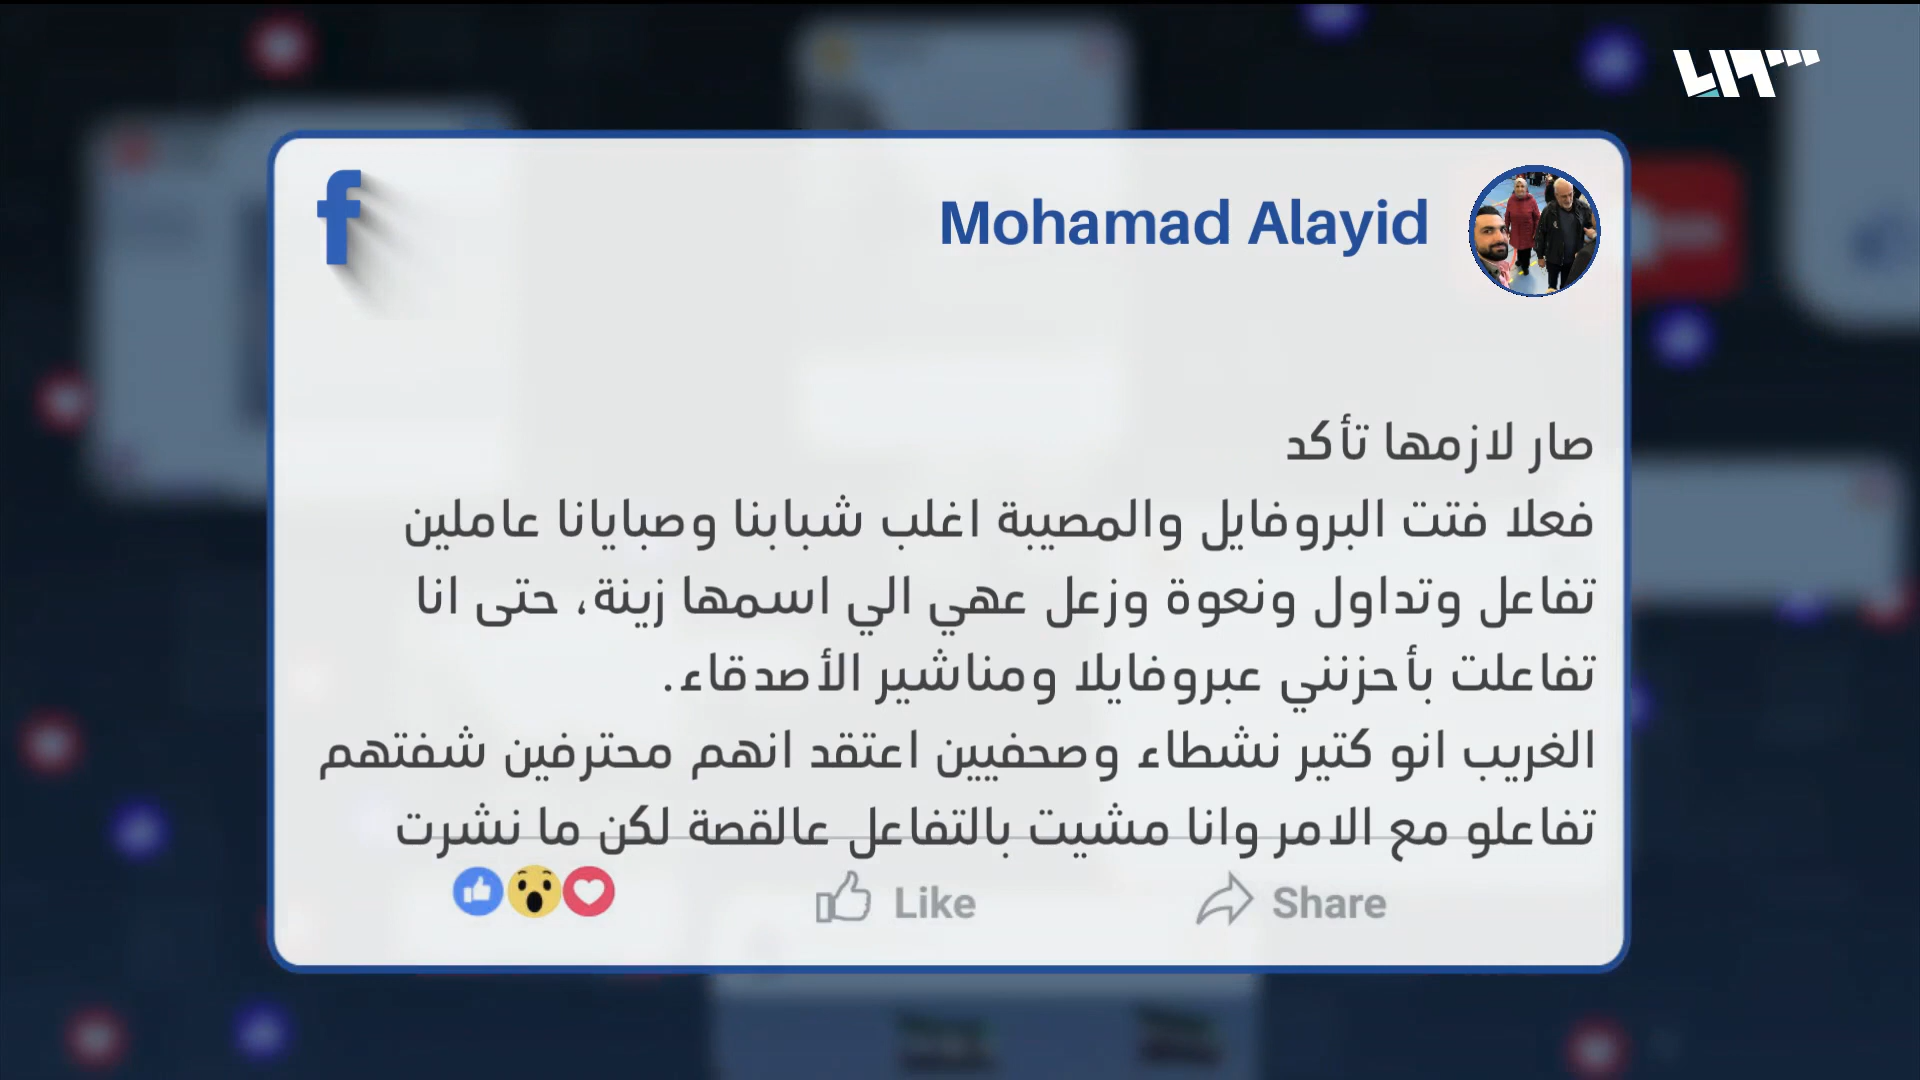 Mohamad Alayid
صار لازمها تأكد
فعلا فتت البروفايل والمصيبة اغلب شبابنا وصبايانا عاملين
تفاعل وتداول ونعوة وزعل عهي الي اسمها زينة، حتى انا
تفاعلت بأحزنني عبروفايلا ومناشير الأصدقاء.
الغريب انو كتير نشطاء وصحفيين اعتقد انهم محترفين شفتهم
تفاعلو مع الامر وانا مشيت بالتفاعل عالقصة لكن ما نشرت
Like
Share